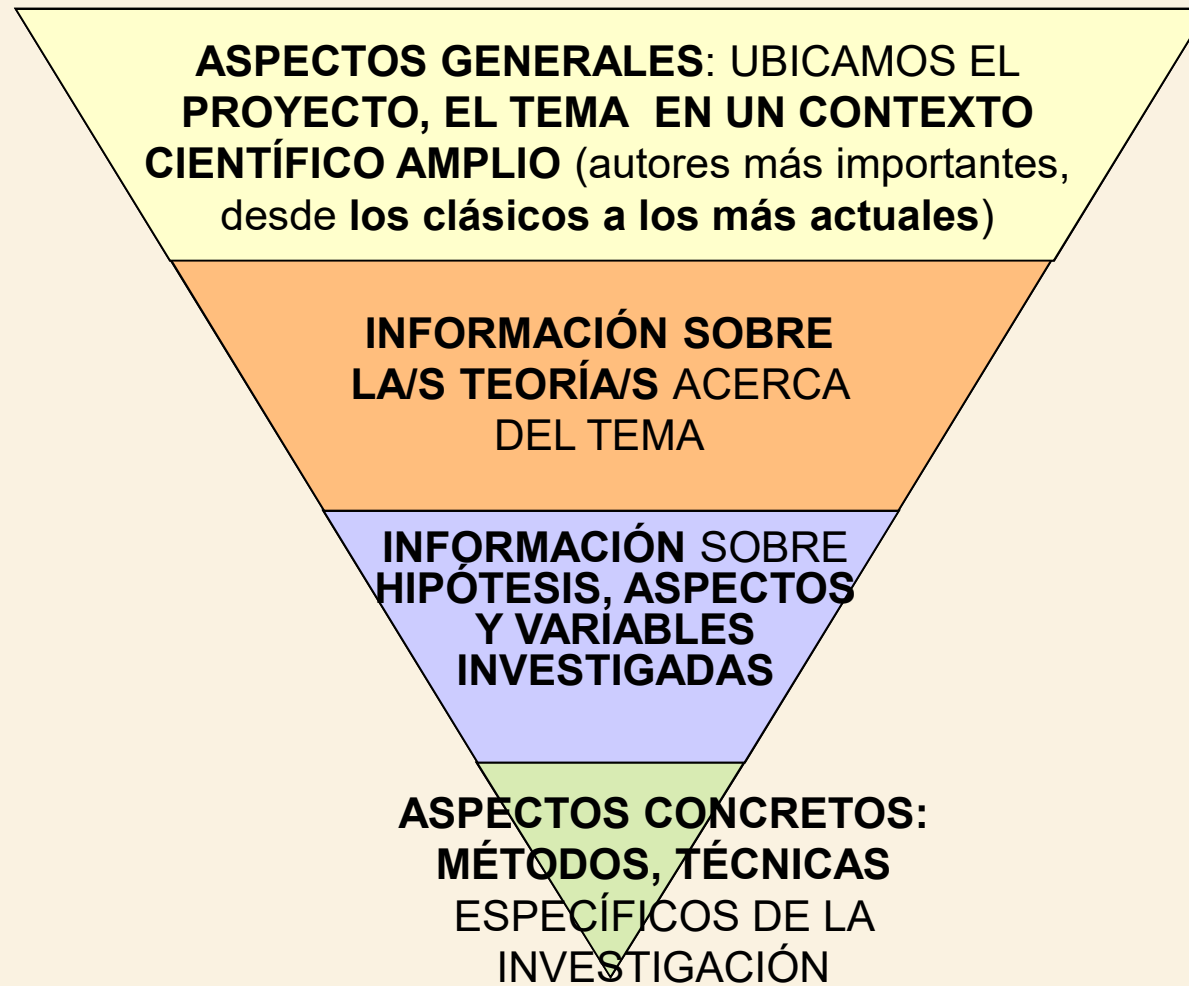 ASPECTOS GENERALES: UBICAMOS EL
PROYECTO, EL TEMA EN UN CONTEXTO
CIENTÍFICO AMPLIO (autores más importantes,
desde los clásicos a los más actuales)
INFORMACIÓN SOBRE
LA/S TEORÍA/S ACERCA
DEL TEMA
INFORMACIÓN SOBRE
HIPÓTESIS, ASPECTOS
Y VARIABLES
INVESTIGADAS
ASPECTOS CONCRETOS:
MÉTODOS, TÉCNICAS
ESPECÍFICOS DE LA
INVESTIGACIÓN